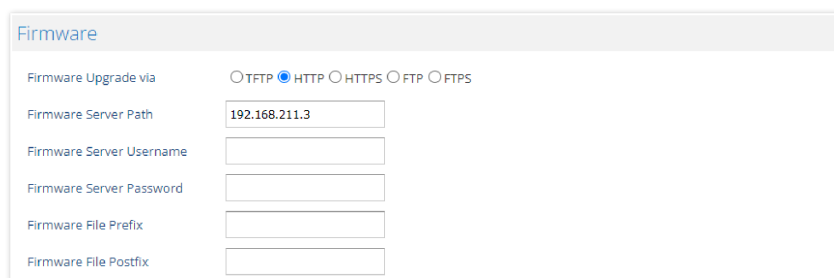 Firmware
Firmware Upgrade via TFTP HTTP HTTPS FTP FTPS
Firmware Server Path 192.168.211.3
Firmware Server Username
Firmware Server Password
Firmware File Prefix
Firmware File Postfix